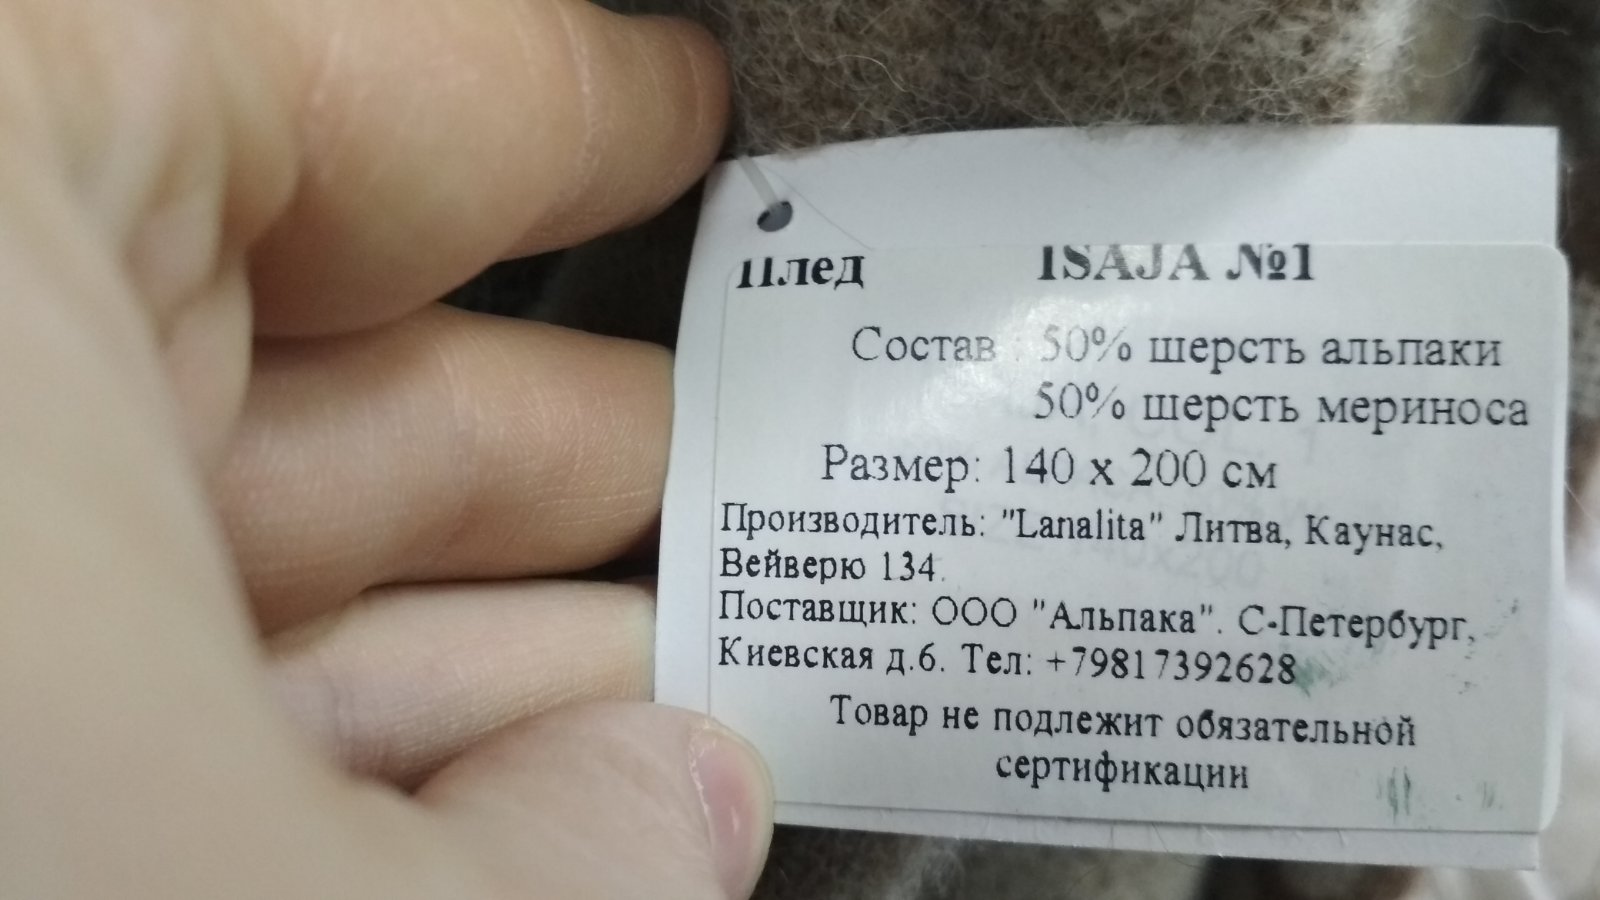 Плед ISAJA №1
Состав : 50% шерсть альпаки
50% шерсть мериноса
Размер: 140 x 200 см
Производитель: "Lanalita" Литва, Каунас,
Вейверю 134.
Поставщик: ООО "Альпака". С-Петербург,
Киевская д.6. Тел: +79817392628
Товар не подлежит обязательной
сертификации